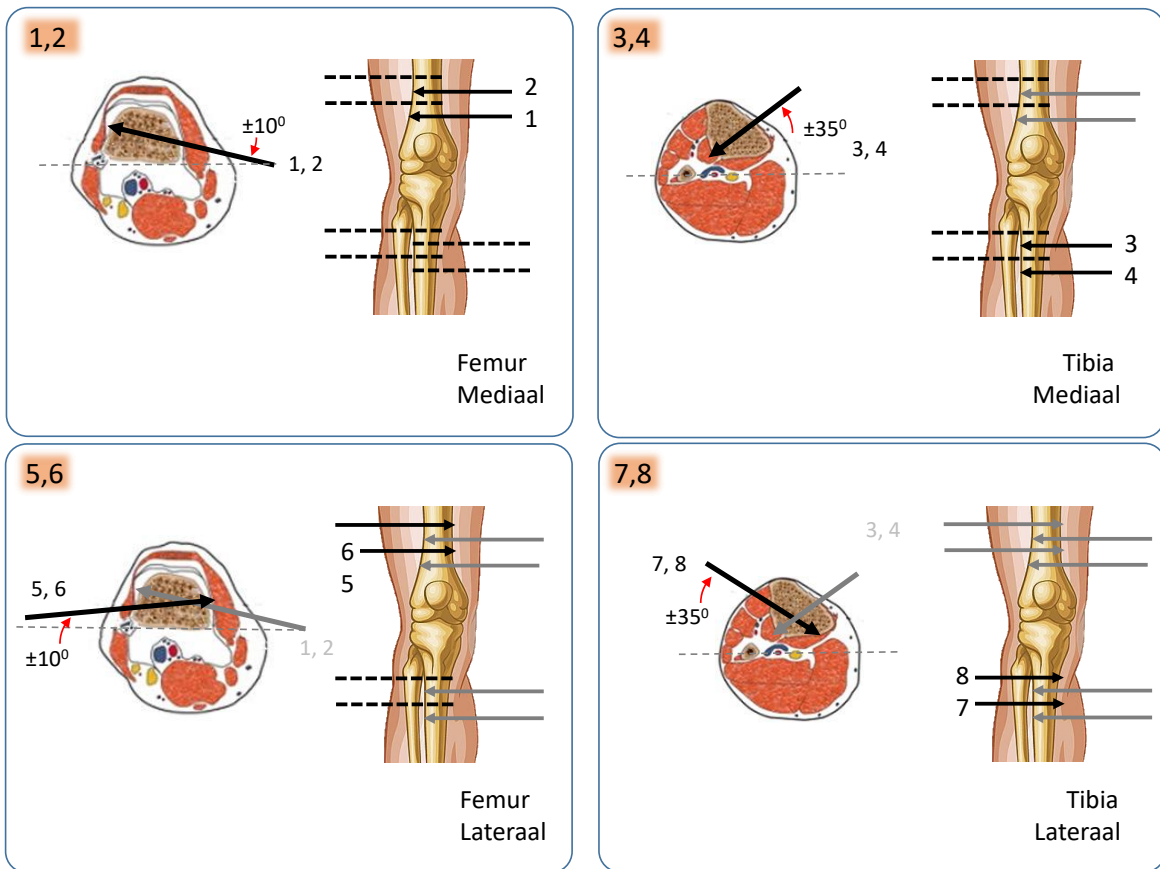 1,2
±10⁰
1, 2
2
1
Femur
Mediaal
3,4
±35⁰
3, 4
3
4
Tibia
Mediaal
5,6
5, 6
±10⁰
1, 2
6
5
Femur
Lateraal
7,8
3, 4
7, 8
±35⁰
8
7
Tibia
Lateraal